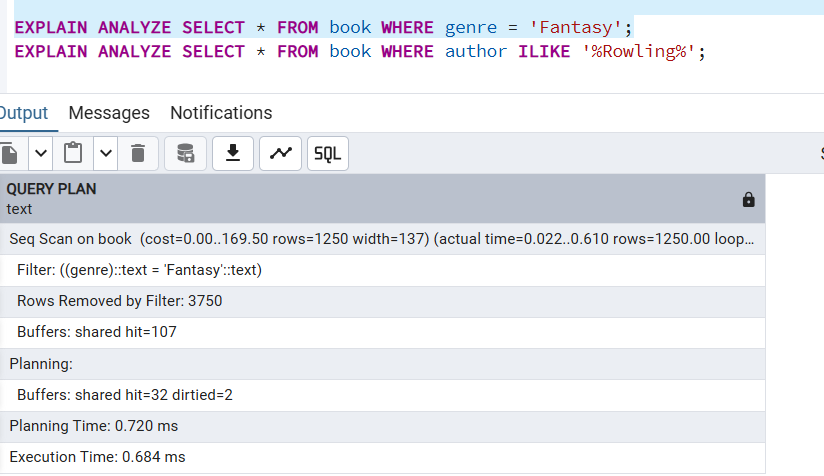 EXPLAIN ANALYZE SELECT * FROM book WHERE genre = 'Fantasy';
EXPLAIN ANALYZE SELECT * FROM book WHERE author ILIKE '%Rowling%';
Output Messages Notifications
SQL
QUERY PLAN
text
Seq Scan on book (cost=0.00..169.50 rows=1250 width=137) (actual time=0.022..0.610 rows=1250.00 loop...
Filter: ((genre)::text = 'Fantasy'::text)
Rows Removed by Filter: 3750
Buffers: shared hit=107
Planning:
Buffers: shared hit=32 dirtied=2
Planning Time: 0.720 ms
Execution Time: 0.684 ms